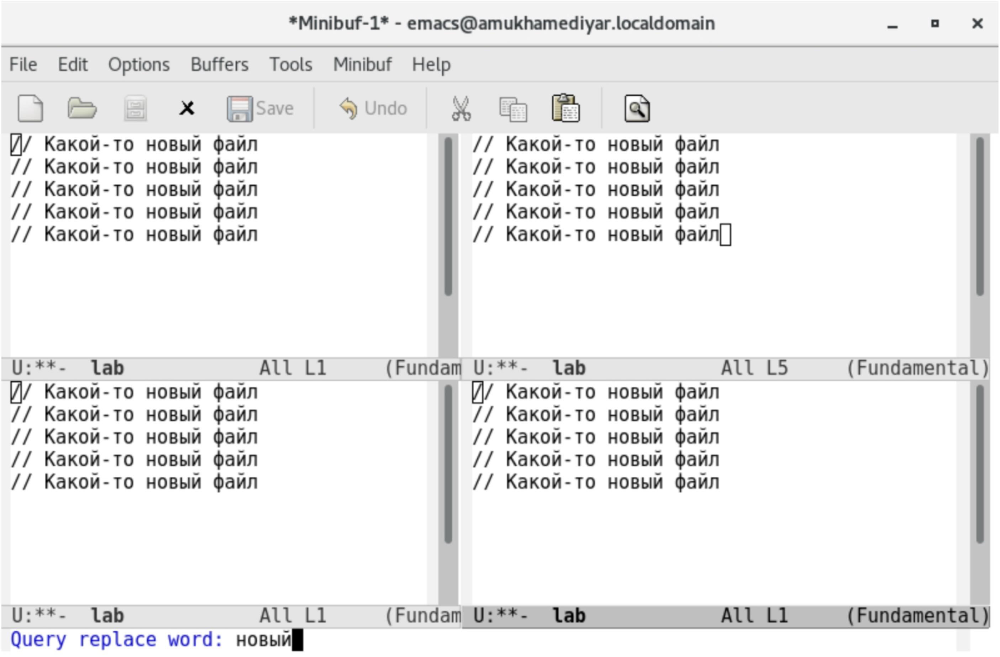 *Minibuf-1* - emacs@amukhamediyar.localdomain
File Edit Options Buffers Tools Minibuf Help
Save Undo
// Какой-то новый файл
// Какой-то новый файл
// Какой-то новый файл
// Какой-то новый файл
// Какой-то новый файл
U:**- lab All L1 (Fundam
// Какой-то новый файл
// Какой-то новый файл
// Какой-то новый файл
// Какой-то новый файл
// Какой-то новый файл
U:**- lab All L5 (Fundamental)
// Какой-то новый файл
// Какой-то новый файл
// Какой-то новый файл
// Какой-то новый файл
// Какой-то новый файл
U:**- lab All L1 (Fundam
// Какой-то новый файл
// Какой-то новый файл
// Какой-то новый файл
// Какой-то новый файл
// Какой-то новый файл
U:**- lab All L1 (Fundamental)
Query replace word: новый